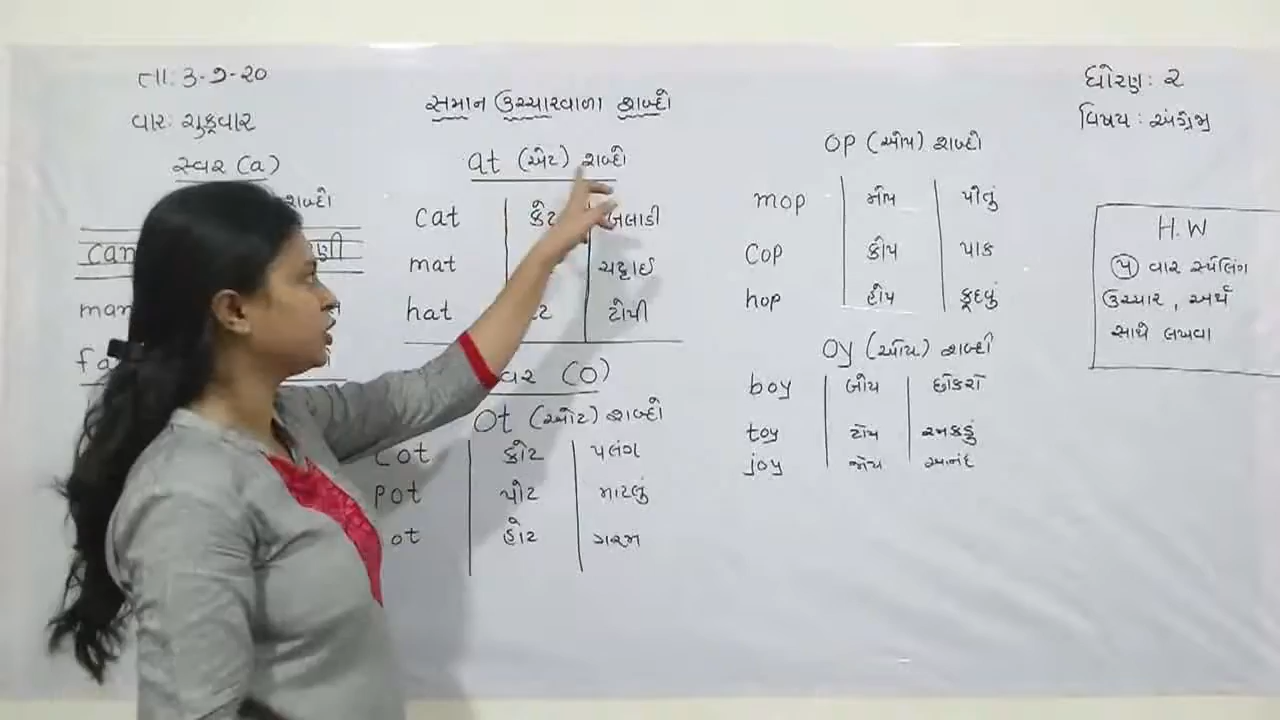 તા: ૩-૭-૨૦
વાર: શુક્રવાર
સ્વર (a)
શબ્દો
can
man
fa
સમાન ઉચ્ચારવાળા શબ્દો
at (એટ) શબ્દો
cat કેટ બિલાડી
mat ચટ્ટાઈ
hat ટોપી
સ્વર (o)
Ot (ઓટ) શબ્દો
Cot કોટ પલંગ
Pot પોટ માટલું
ot હોટ ગરમ
op (ઓપ) શબ્દો
mop મોપ પોતું
Cop કોપ પાક
hop હોપ કૂદવું
oy (ઓય) શબ્દો
boy બોય છોકરો
toy ટોય રમકડું
joy જોય આનંદ
ધોરણ: ૨
વિષય: અંગ્રેજી
H.W
૫ વાર સ્પેલિંગ
ઉચ્ચાર, અર્થ
સાથે લખવા